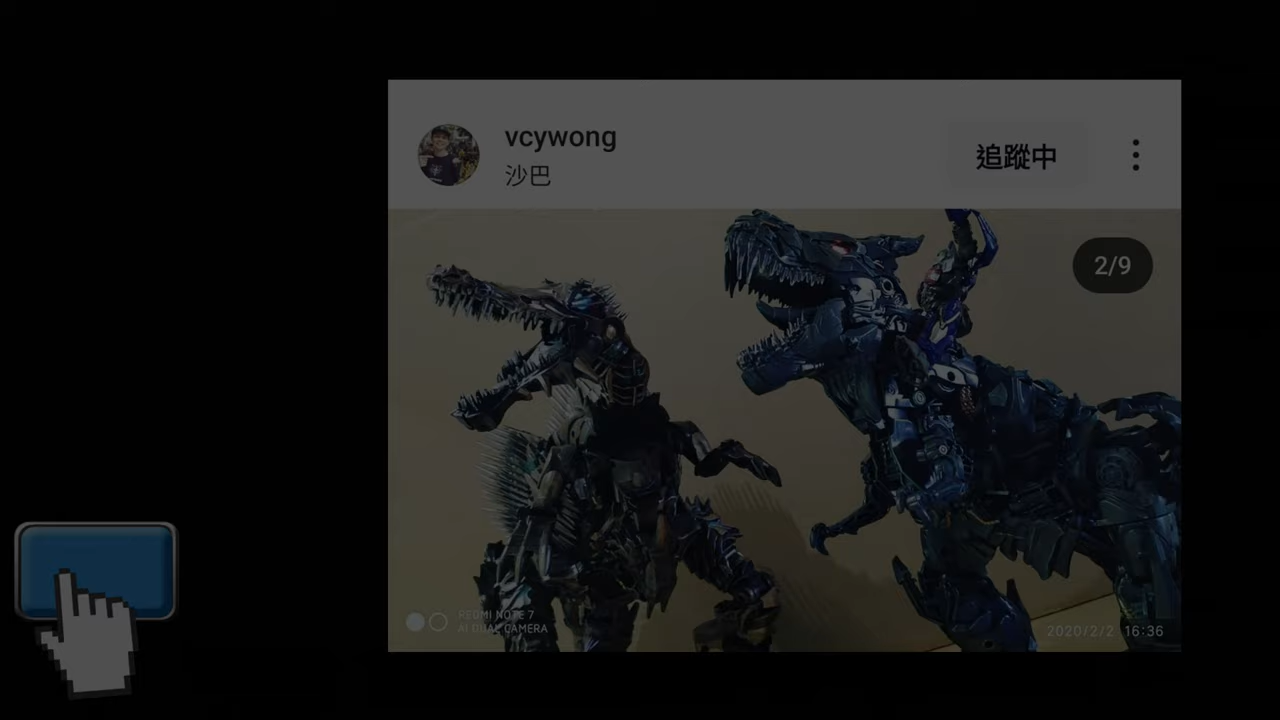 vcywong
沙巴
追蹤中
2/9
REDMI NOTE 7
AI DUAL CAMERA
2020/2/2 16:36